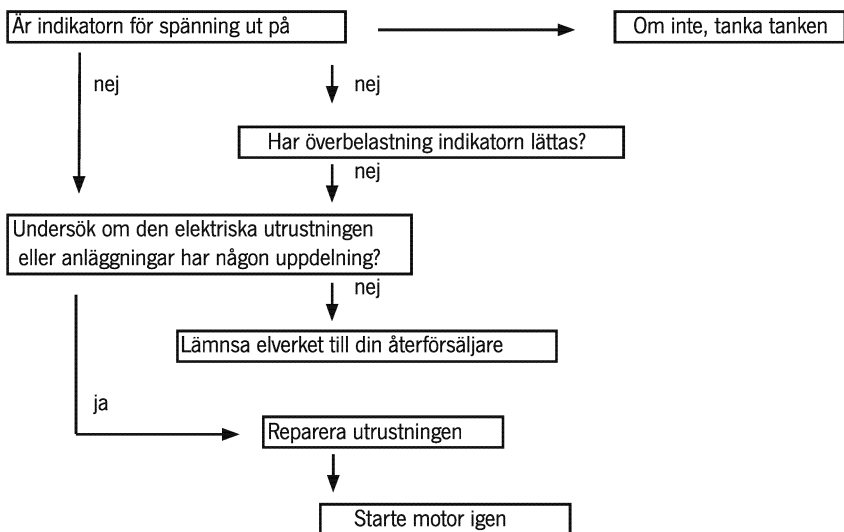 Är indikatorn för spänning ut på
Om inte, tanka tanken
nej
nej
Har överbelastning indikatorn lättas?
nej
Undersök om den elektriska utrustningen
eller anläggningar har någon uppdelning?
nej
Lämnsa elverket till din återförsäljare
ja
Reparera utrustningen
Starte motor igen